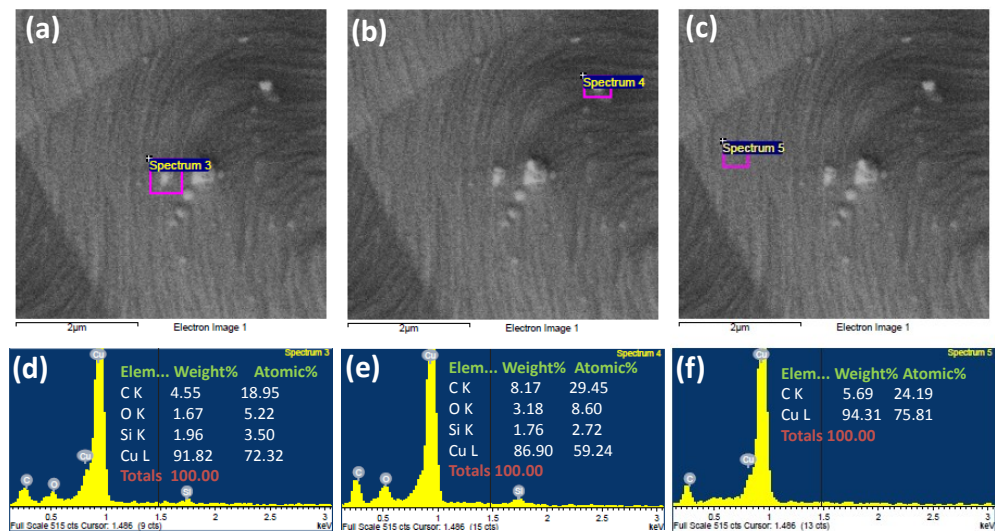 (a)
Spectrum 3
2µm
Electron Image 1
(b)
Spectrum 4
2µm
Electron Image 1
(c)
Spectrum 5
2µm
Electron Image 1
(d)
Spectrum 3
Cu
Elem... Weight% Atomic%
C K 4.55 18.95
O K 1.67 5.22
Si K 1.96 3.50
Cu L 91.82 72.32
Totals 100.00
Cu
C
O
Si
0.5 1 1.5 2 2.5 3
Full Scale 515 cts Cursor: 1.486 (9 cts) keV
(e)
Spectrum 4
Cu
Elem... Weight% Atomic%
C K 8.17 29.45
O K 3.18 8.60
Si K 1.76 2.72
Cu L 86.90 59.24
Totals 100.00
C
O
Si
0.5 1 1.5 2 2.5 3
Full Scale 515 cts Cursor: 1.486 (15 cts) keV
(f)
Spectrum 5
Cu
Elem... Weight% Atomic%
C K 5.69 24.19
Cu L 94.31 75.81
Totals 100.00
Cu
C
0.5 1 1.5 2 2.5 3
Full Scale 515 cts Cursor: 1.486 (13 cts) keV